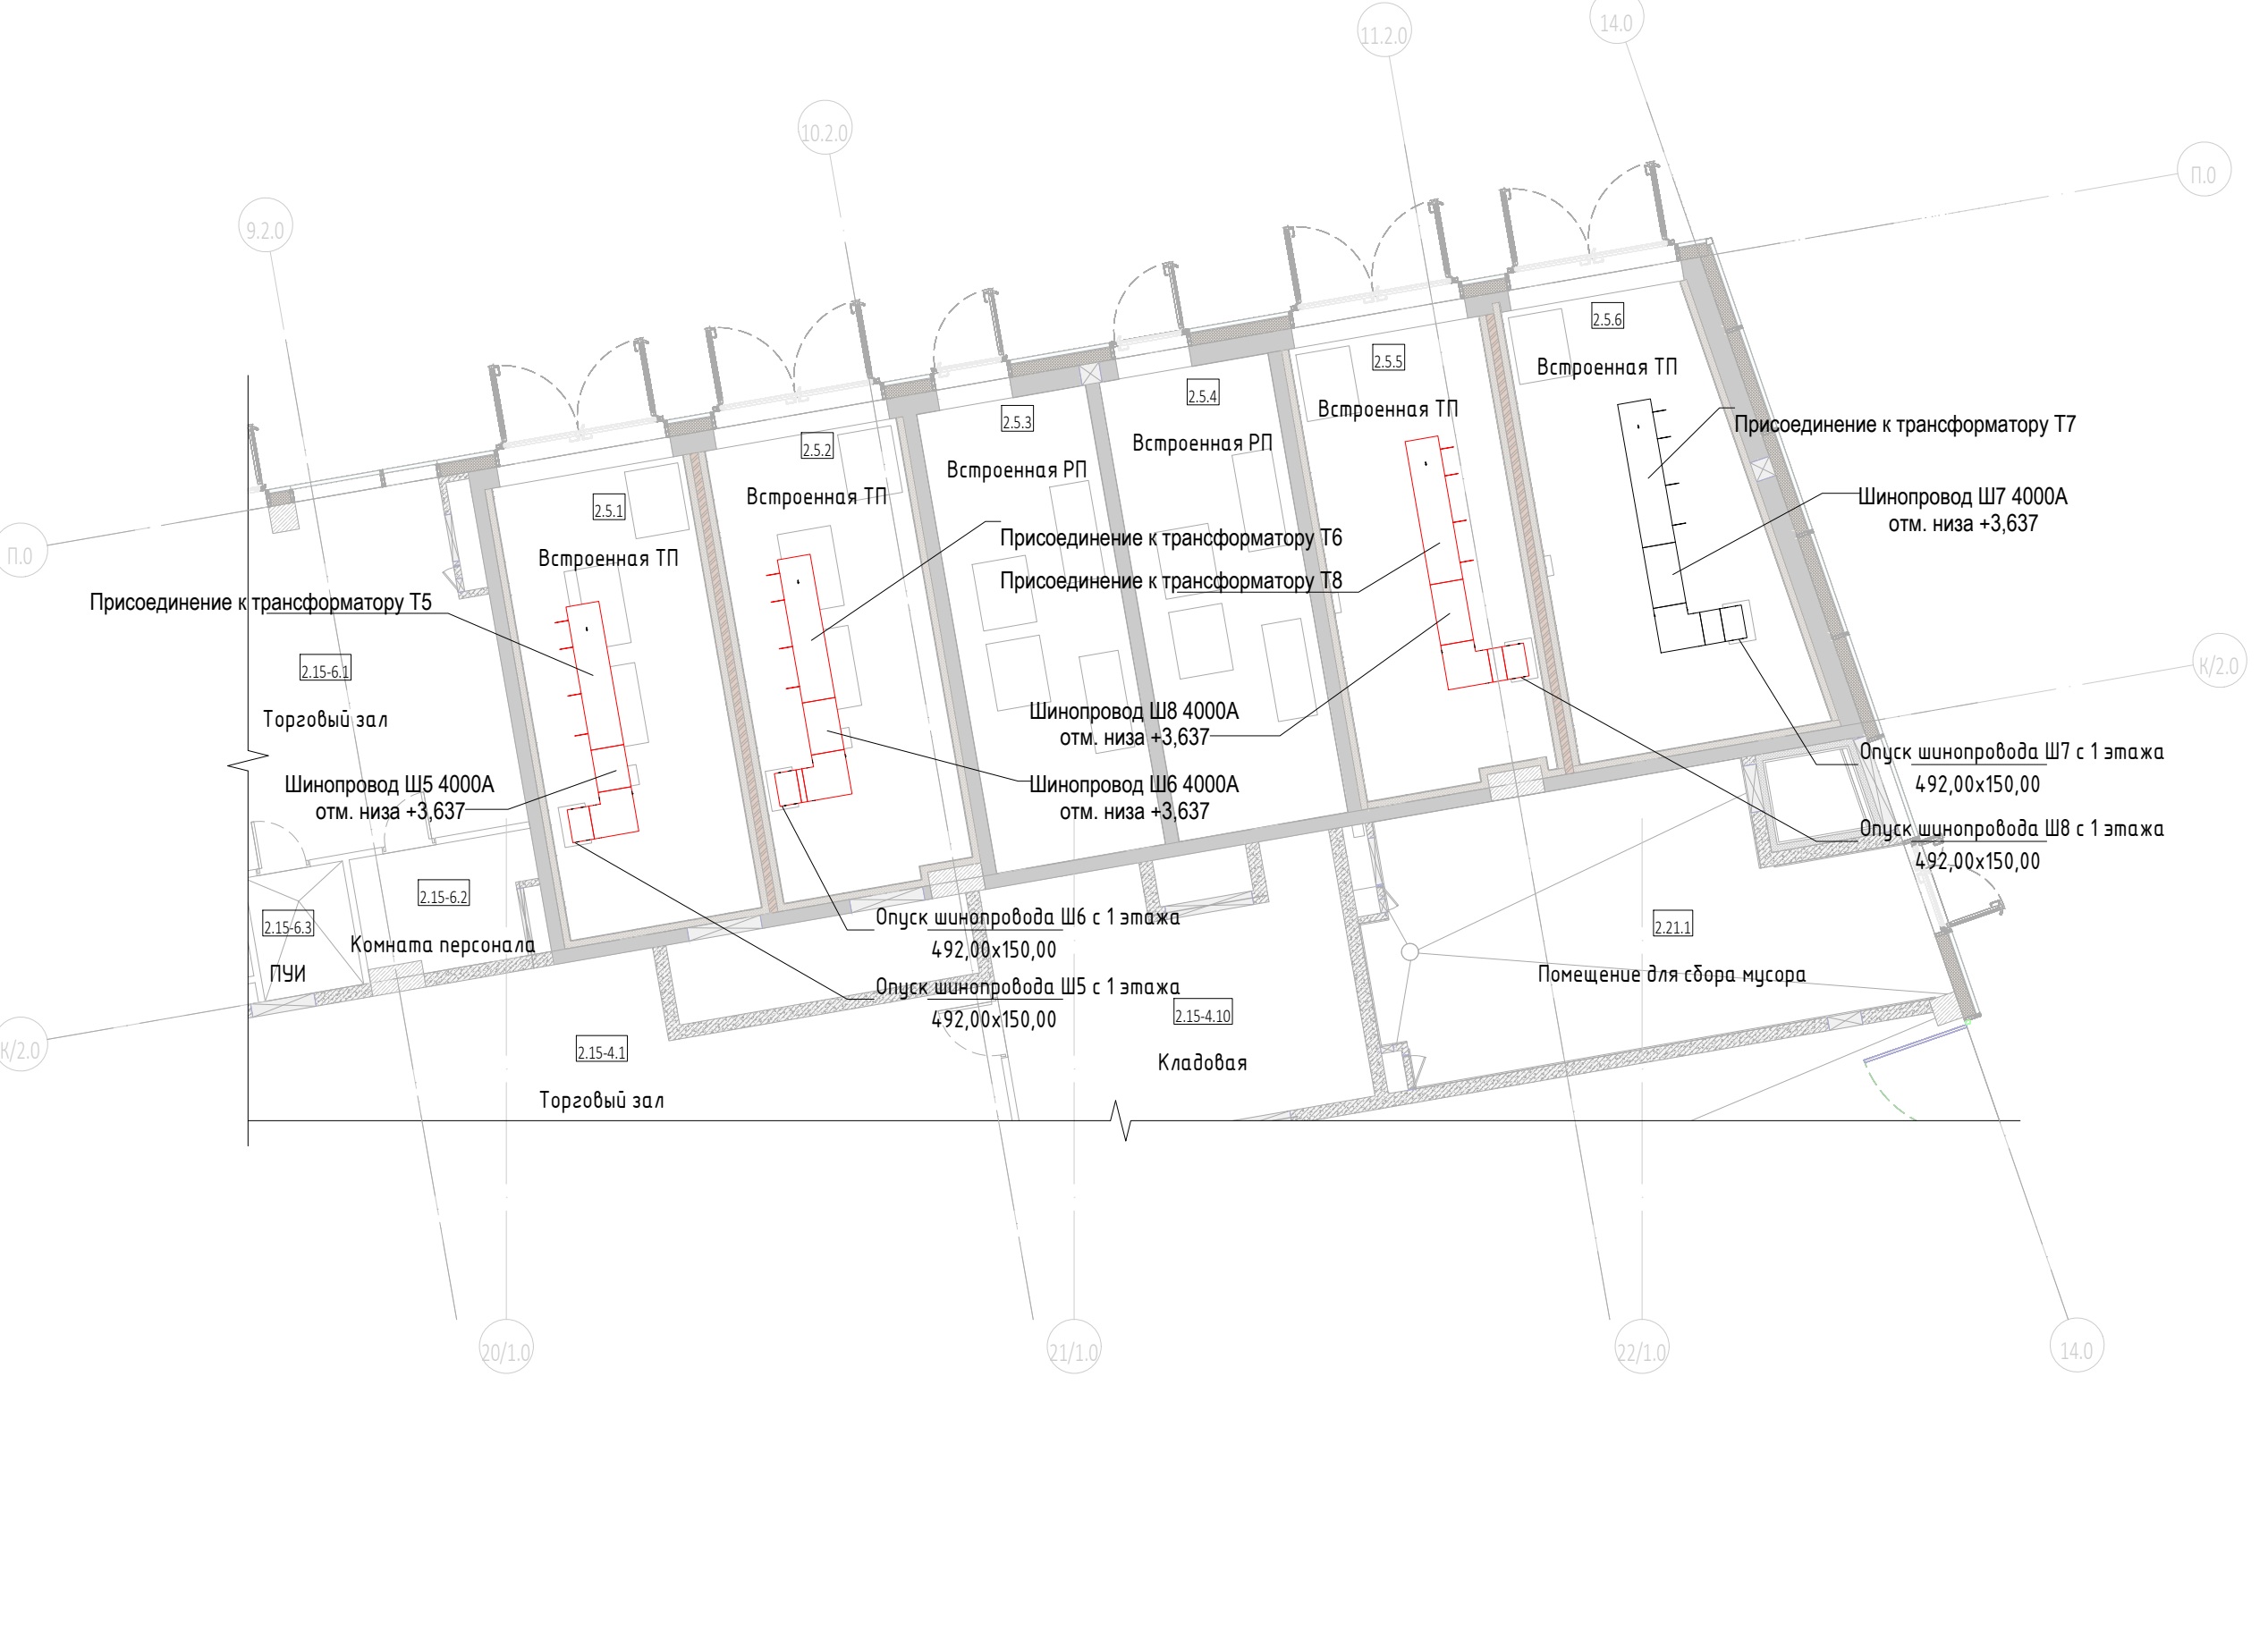 14.0
11.2.0
10.2.0
9.2.0
П.0
П.0
2.5.6
Встроенная ТП
2.5.5
Встроенная ТП
2.5.4
Встроенная РП
2.5.3
Встроенная РП
2.5.2
Встроенная ТП
2.5.1
Встроенная ТП
Присоединение к трансформатору Т7
Шинопровод Ш7 4000А
отм. низа +3,637
Присоединение к трансформатору Т6
Присоединение к трансформатору Т8
Присоединение к трансформатору Т5
2.15-6.1
Торговый зал
К/2.0
Шинопровод Ш8 4000А
отм. низа +3,637
Шинопровод Ш6 4000А
отм. низа +3,637
Шинопровод Ш5 4000А
отм. низа +3,637
Опуск шинопровода Ш7 с 1 этажа
492,00х150,00
Опуск шинопровода Ш8 с 1 этажа
492,00х150,00
2.15-6.2
Комната персонала
2.15-6.3
ПУИ
Опуск шинопровода Ш6 с 1 этажа
492,00х150,00
Опуск шинопровода Ш5 с 1 этажа
492,00х150,00
2.21.1
Помещение для сбора мусора
2.15-4.10
Кладовая
К/2.0
2.15-4.1
Торговый зал
20/1.0
21/1.0
22/1.0
14.0